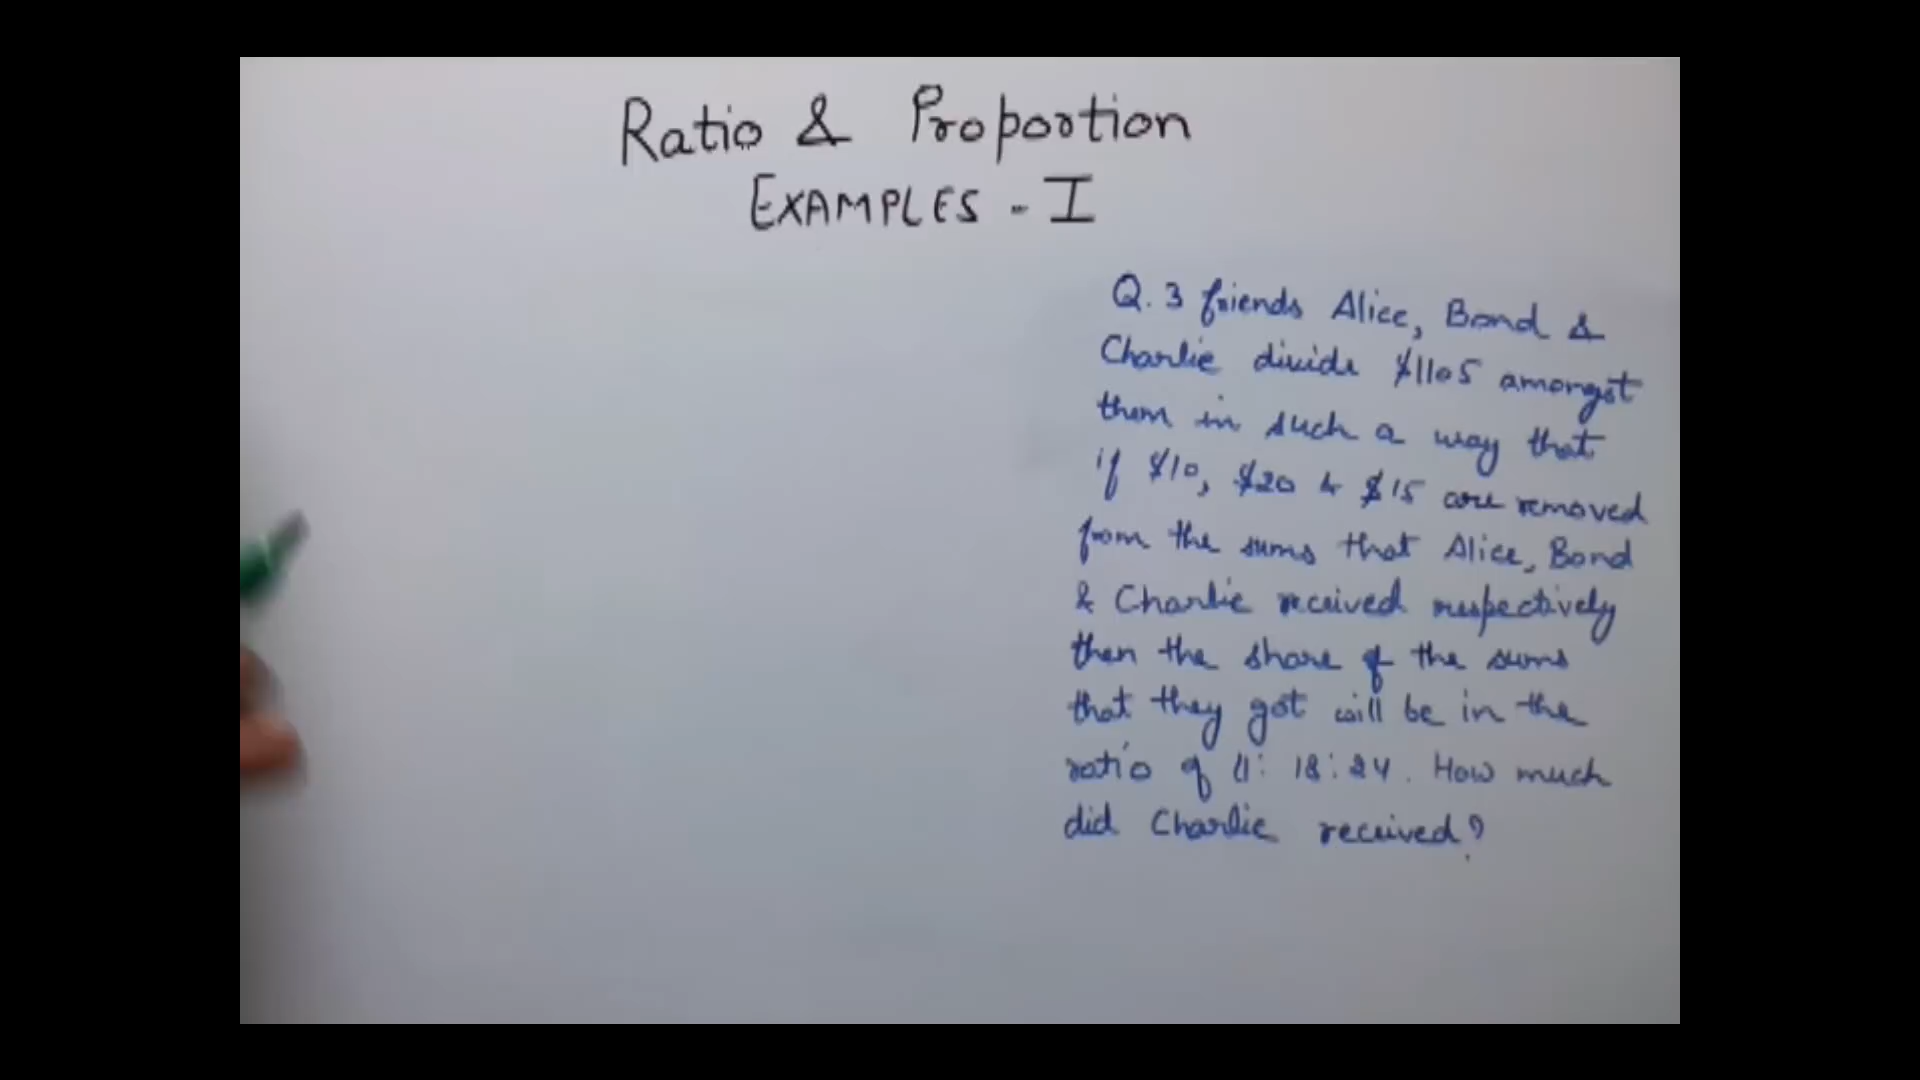 Ratio & Proportion
EXAMPLES - I
Q. 3 friends Alice, Bond &
Charlie divide $1105 amongst
them in such a way that
if $10, $20 & $15 are removed
from the sums that Alice, Bond
& Charlie received respectively
then the share of the sums
that they got will be in the
ratio of 11: 18: 24. How much
did Charlie received?